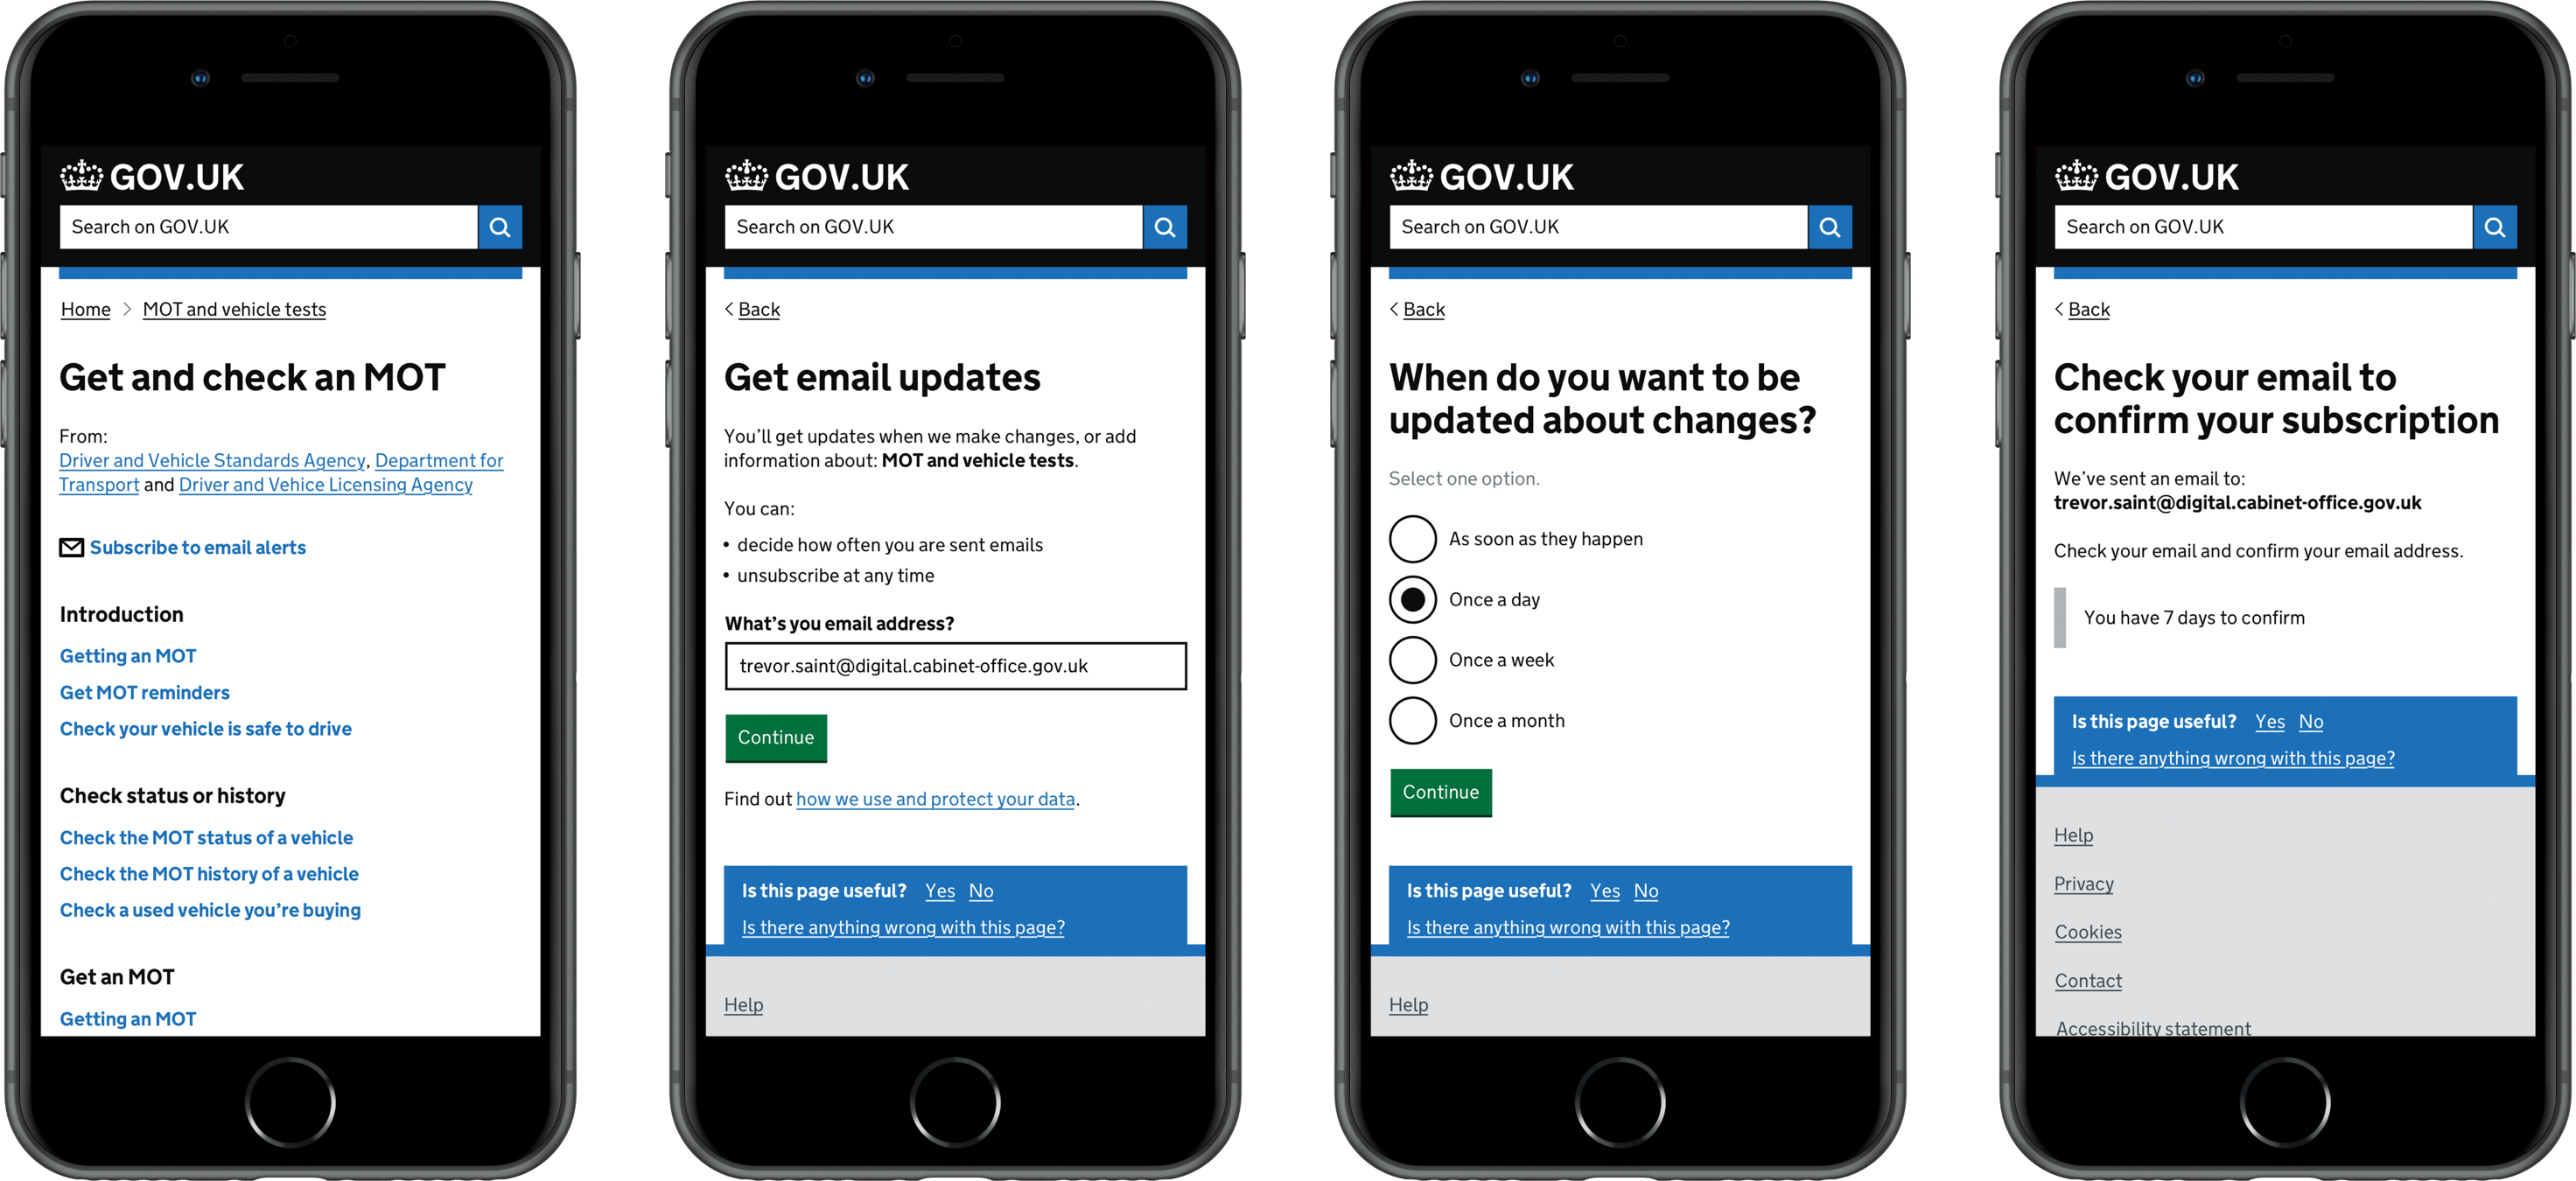 GOV.UK
Search on GOV.UK
Home > MOT and vehicle tests
Get and check an MOT
From:
Driver and Vehicle Standards Agency, Department for
Transport and Driver and Vehice Licensing Agency
Subscribe to email alerts
Introduction
Getting an MOT
Get MOT reminders
Check your vehicle is safe to drive
Check status or history
Check the MOT status of a vehicle
Check the MOT history of a vehicle
Check a used vehicle you’re buying
Get an MOT
Getting an MOT
GOV.UK
Search on GOV.UK
< Back
Get email updates
You’ll get updates when we make changes, or add
information about: MOT and vehicle tests.
You can:
• decide how often you are sent emails
• unsubscribe at any time
What’s you email address?
trevor.saint@digital.cabinet-office.gov.uk
Continue
Find out how we use and protect your data.
Is this page useful? Yes No
Is there anything wrong with this page?
Help
GOV.UK
Search on GOV.UK
< Back
When do you want to be
updated about changes?
Select one option.
As soon as they happen
Once a day
Once a week
Once a month
Continue
Is this page useful? Yes No
Is there anything wrong with this page?
Help
GOV.UK
Search on GOV.UK
< Back
Check your email to
confirm your subscription
We’ve sent an email to:
trevor.saint@digital.cabinet-office.gov.uk
Check your email and confirm your email address.
You have 7 days to confirm
Is this page useful? Yes No
Is there anything wrong with this page?
Help
Privacy
Cookies
Contact
Accessibility statement